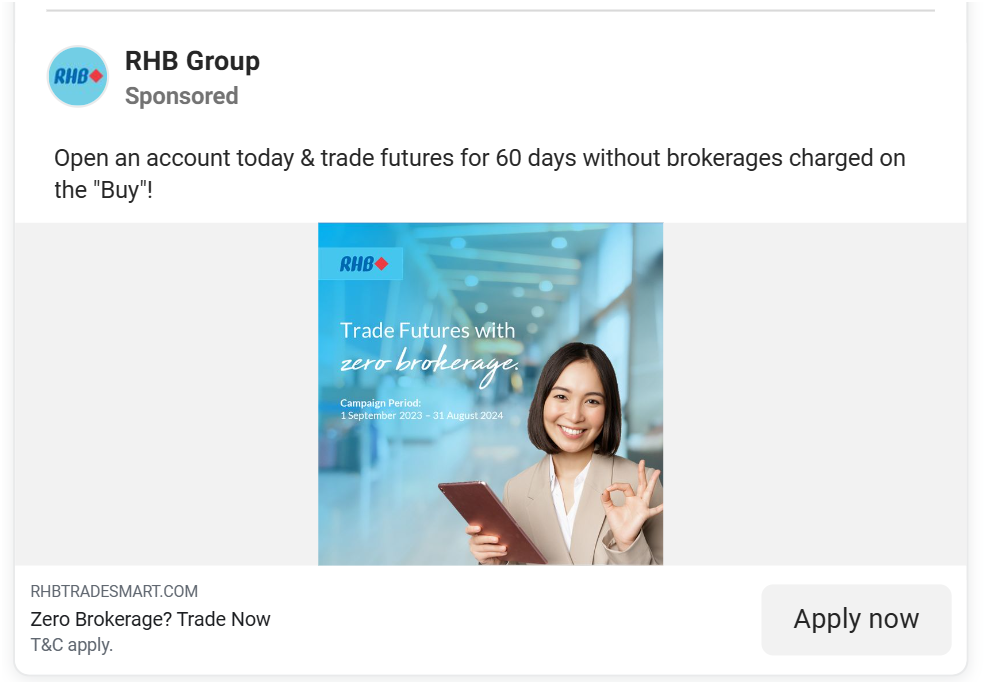 RHB
RHB Group
Sponsored
Open an account today & trade futures for 60 days without brokerages charged on
the "Buy"!
RHB
Trade Futures with
zero brokerage.
Campaign Period:
1 September 2023 – 31 August 2024
RHBTRADESMART.COM
Zero Brokerage? Trade Now
T&C apply.
Apply now